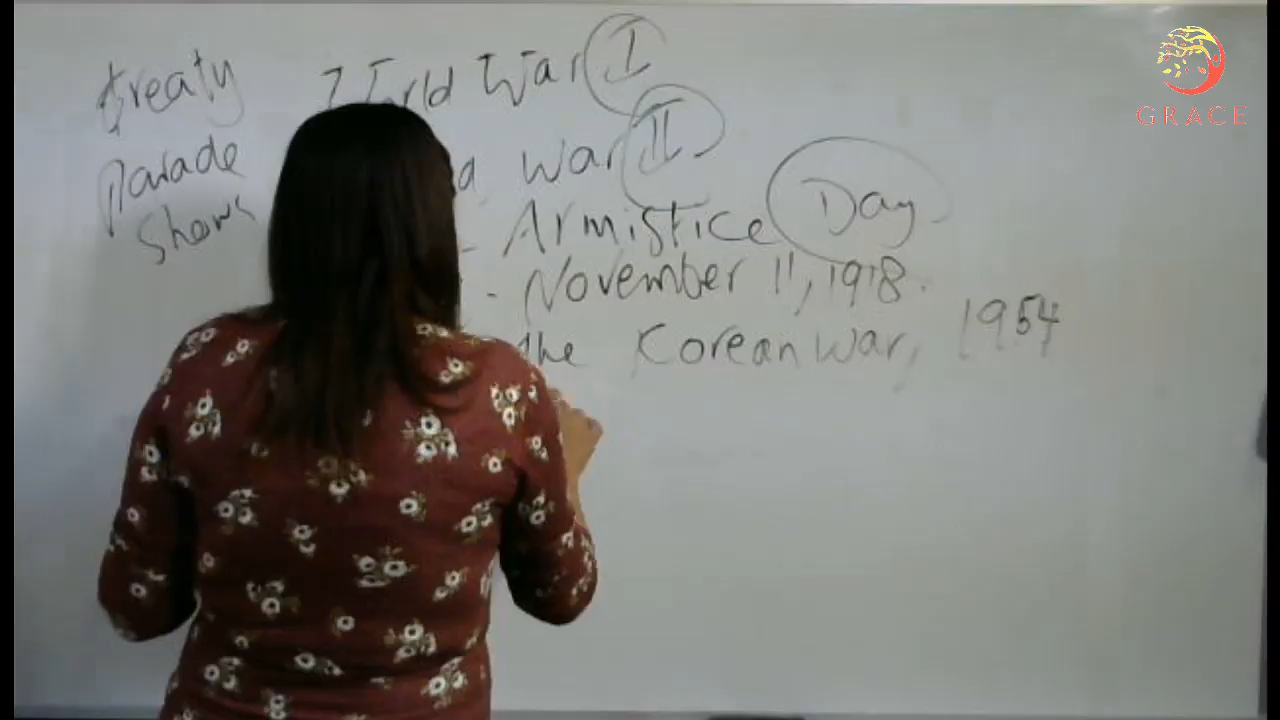 treaty
Parade
Shows
World War I
War II
- Armistice Day
- November 11, 1918.
the Korean War, 1954
GRACE